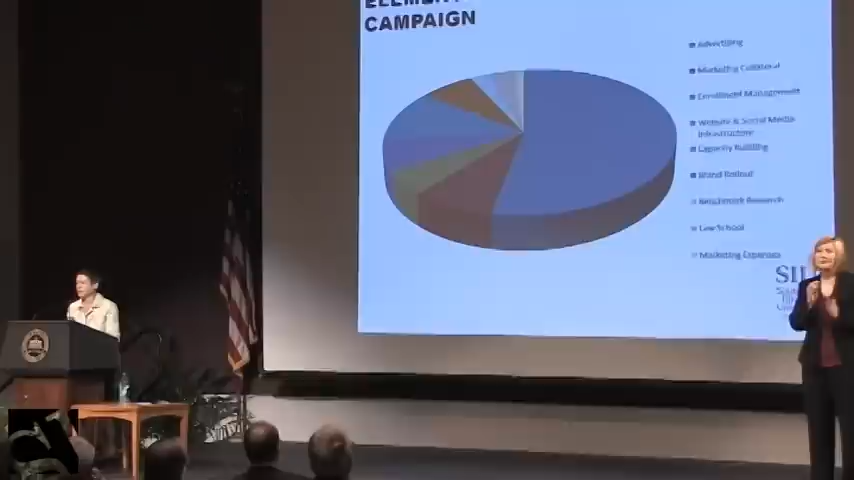 CAMPAIGN
Advertising
Marketing Collateral
Enrollment Management
Website & Social Media
Infrastructure
Capacity Building
Brand Rollout
Benchmark Research
Law School
Marketing Expenses